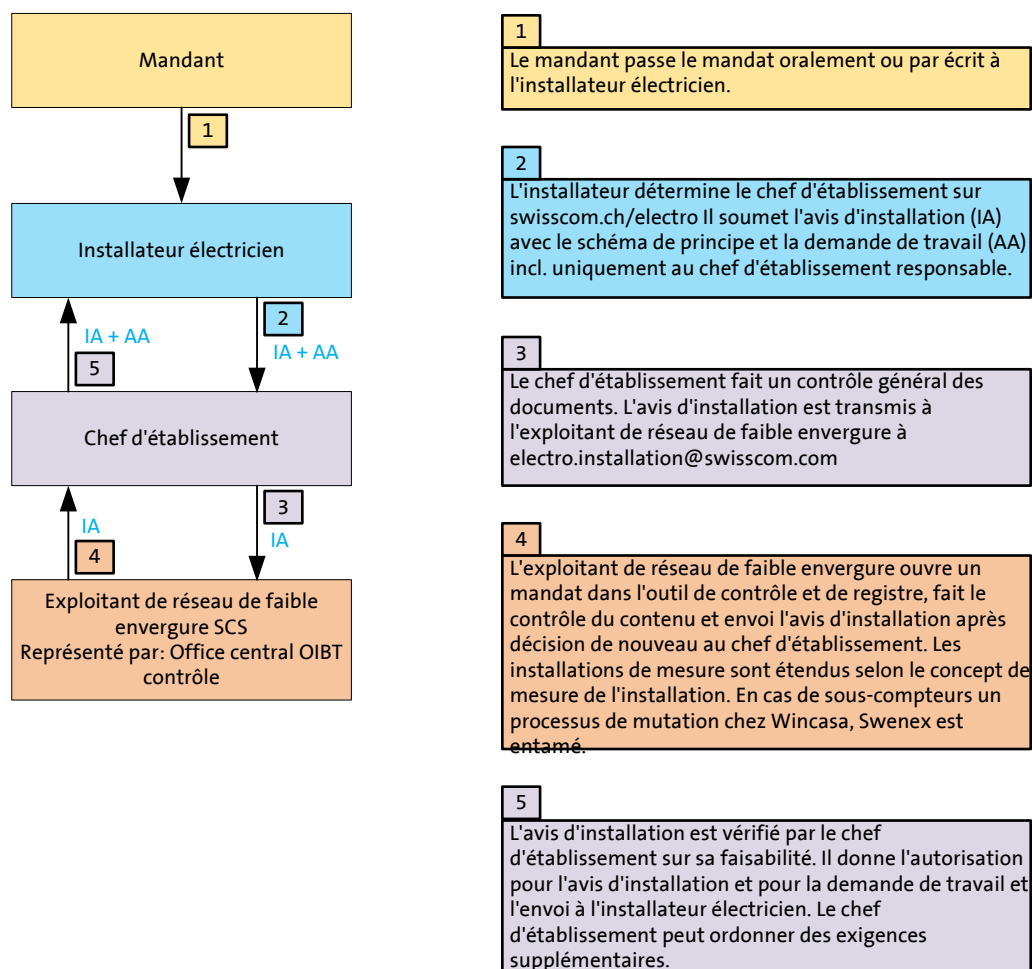 Mandant
1
Installateur électricien
IA + AA
5
2
IA + AA
Chef d'établissement
IA
4
3
IA
Exploitant de réseau de faible
envergure SCS
Représenté par: Office central OIBT
contrôle
1
Le mandant passe le mandat oralement ou par écrit à
l'installateur électricien.
2
L'installateur détermine le chef d'établissement sur
swisscom.ch/electro Il soumet l'avis d'installation (IA)
avec le schéma de principe et la demande de travail (AA)
incl. uniquement au chef d'établissement responsable.
3
Le chef d'établissement fait un contrôle général des
documents. L'avis d'installation est transmis à
l'exploitant de réseau de faible envergure à
electro.installation@swisscom.com
4
L'exploitant de réseau de faible envergure ouvre un
mandat dans l'outil de contrôle et de registre, fait le
contrôle du contenu et envoi l'avis d'installation après
décision de nouveau au chef d'établissement. Les
installations de mesure sont étendus selon le concept de
mesure de l'installation. En cas de sous-compteurs un
processus de mutation chez Wincasa, Swenex est
entamé.
5
L'avis d'installation est vérifié par le chef
d'établissement sur sa faisabilité. Il donne l'autorisation
pour l'avis d'installation et pour la demande de travail et
l'envoi à l'installateur électricien. Le chef
d'établissement peut ordonner des exigences
supplémentaires.